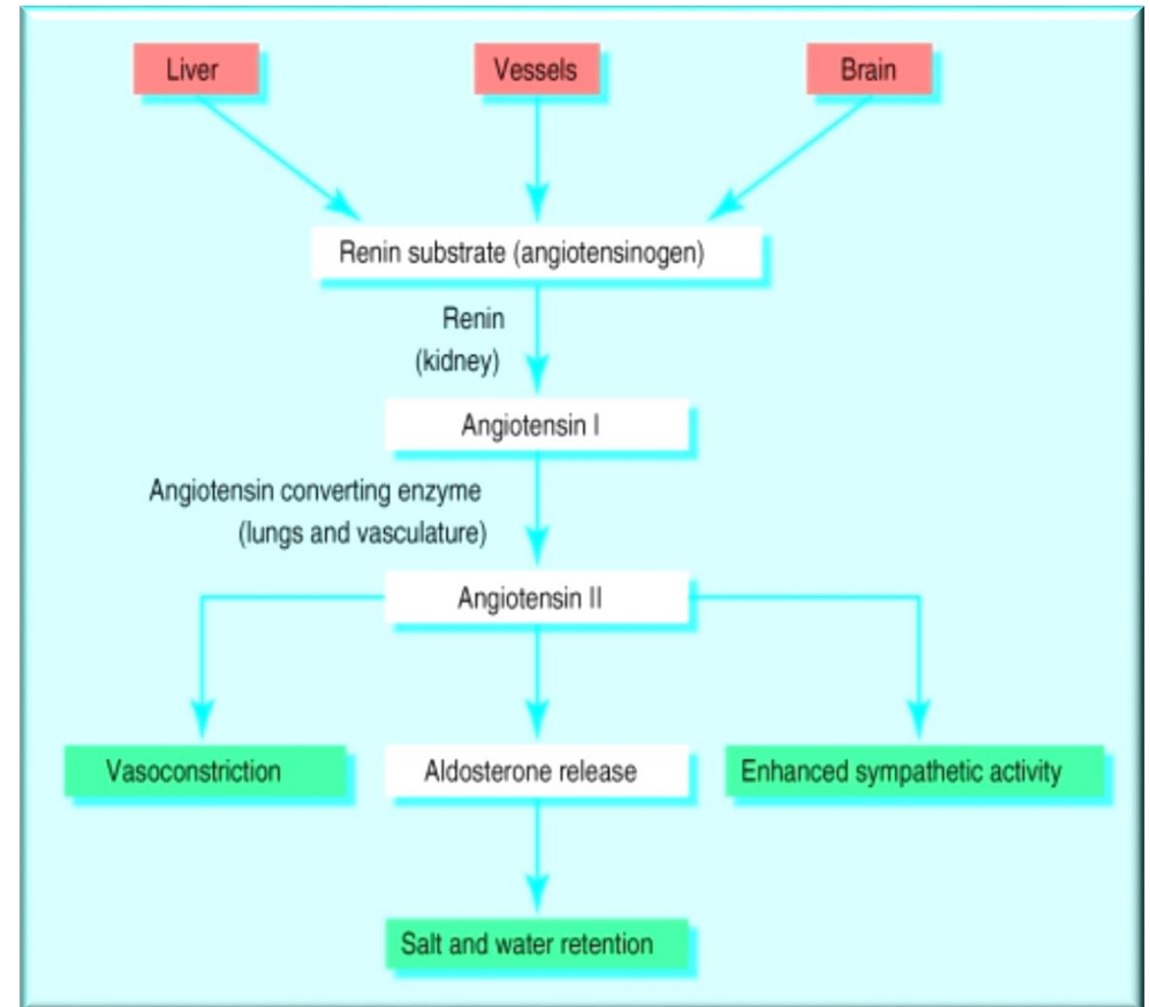 Liver
Vessels
Brain
Renin substrate (angiotensinogen)
Renin
(kidney)
Angiotensin I
Angiotensin converting enzyme
(lungs and vasculature)
Angiotensin II
Vasoconstriction
Aldosterone release
Enhanced sympathetic activity
Salt and water retention